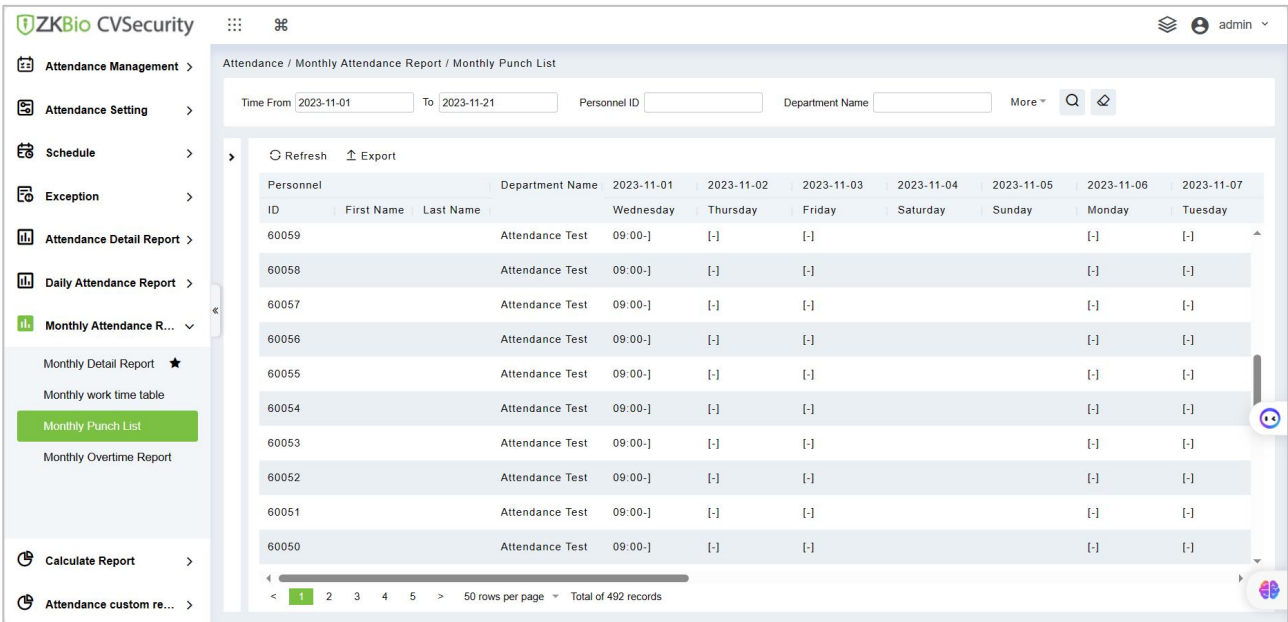 ZKBio CVSecurity
admin
Attendance Management
Attendance Setting
Schedule
Exception
Attendance Detail Report
Daily Attendance Report
Monthly Attendance R...
Monthly Detail Report
Monthly work time table
Monthly Punch List
Monthly Overtime Report
Calculate Report
Attendance custom re...
Attendance / Monthly Attendance Report / Monthly Punch List
Time From 2023-11-01 To 2023-11-21 Personnel ID Department Name More
Refresh Export
Personnel Department Name 2023-11-01 2023-11-02 2023-11-03 2023-11-04 2023-11-05 2023-11-06 2023-11-07
ID First Name Last Name Wednesday Thursday Friday Saturday Sunday Monday Tuesday
60059 Attendance Test 09:00-] [-] [-] [-] [-]
60058 Attendance Test 09:00-] [-] [-] [-] [-]
60057 Attendance Test 09:00-] [-] [-] [-] [-]
60056 Attendance Test 09:00-] [-] [-] [-] [-]
60055 Attendance Test 09:00-] [-] [-] [-] [-]
60054 Attendance Test 09:00-] [-] [-] [-] [-]
60053 Attendance Test 09:00-] [-] [-] [-] [-]
60052 Attendance Test 09:00-] [-] [-] [-] [-]
60051 Attendance Test 09:00-] [-] [-] [-] [-]
60050 Attendance Test 09:00-] [-] [-] [-] [-]
< 1 2 3 4 5 > 50 rows per page Total of 492 records